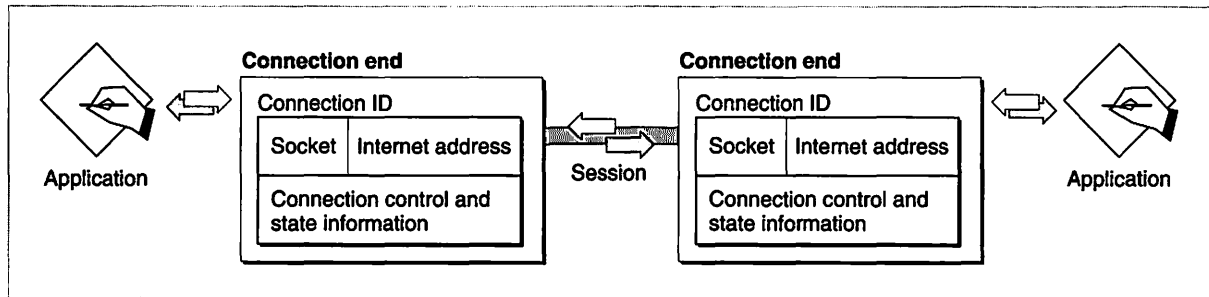 Connection end
Connection ID
Socket
Internet address
Connection control and
state information
Application
Session
Connection end
Connection ID
Socket
Internet address
Connection control and
state information
Application